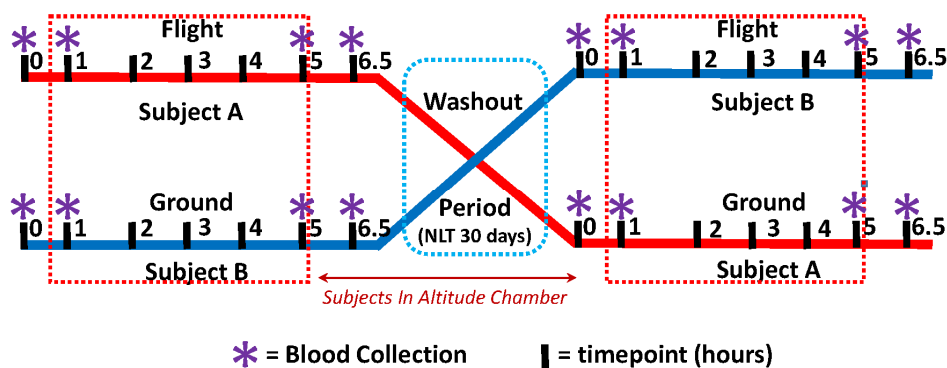 Flight Flight
0 1 2 3 4 5 6.5 0 1 2 3 4 5 6.5
Subject A Washout Subject B
Ground Period Ground
0 1 2 3 4 5 6.5 (NLT 30 days) 0 1 2 3 4 5 6.5
Subject B Subject A
Subjects In Altitude Chamber
* = Blood Collection = timepoint (hours)